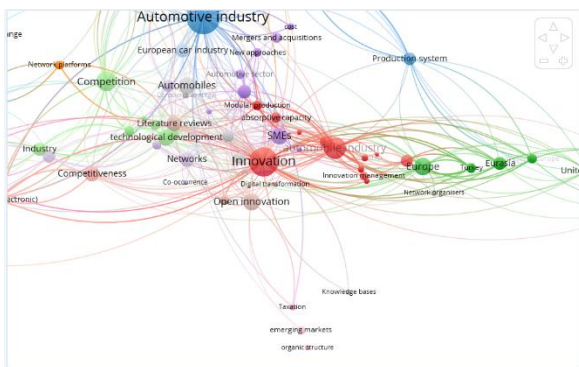 Automotive industry
cost
ange
European car industry
Mergers and acquisitions
New approaches
Network platforms
Production system
Competition
Automobiles
Automotive sector
Modular production
Literature reviews
absorptive capacity
technological development
SMEs
automobile industry
Industry
Networks
Innovation
Europe
Turkey
Eurasia
Unite
Competitiveness
Co-occurrence
Digital transformation
Innovation management
Network organisers
lectronic)
Open innovation
Knowledge bases
Taxation
emerging markets
organic structure